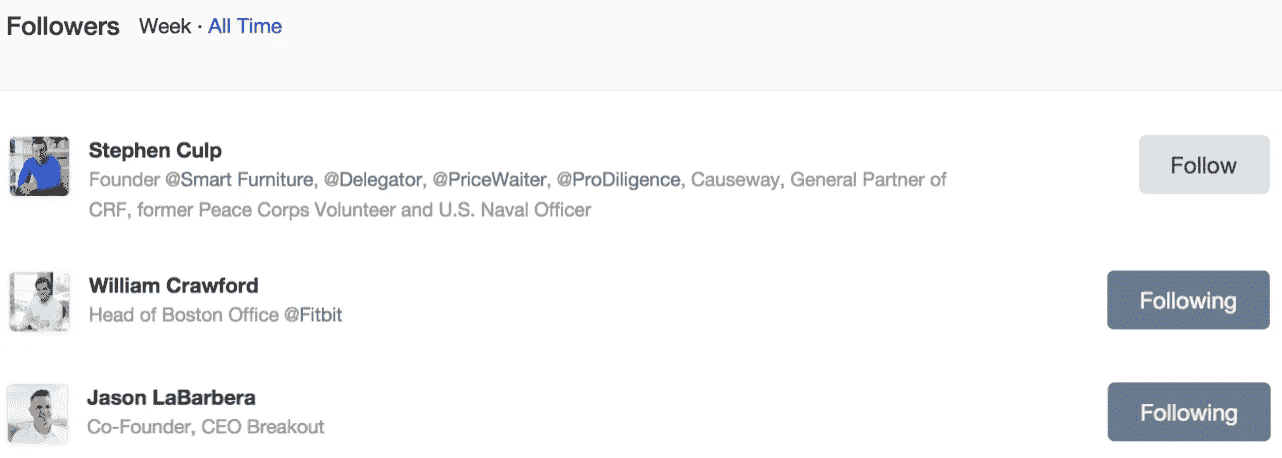 Followers Week · All Time
Stephen Culp
Follow
Founder @Smart Furniture, @Delegator, @PriceWaiter, @ProDiligence, Causeway, General Partner of
CRF, former Peace Corps Volunteer and U.S. Naval Officer
William Crawford
Following
Head of Boston Office @Fitbit
Jason LaBarbera
Following
Co-Founder, CEO Breakout